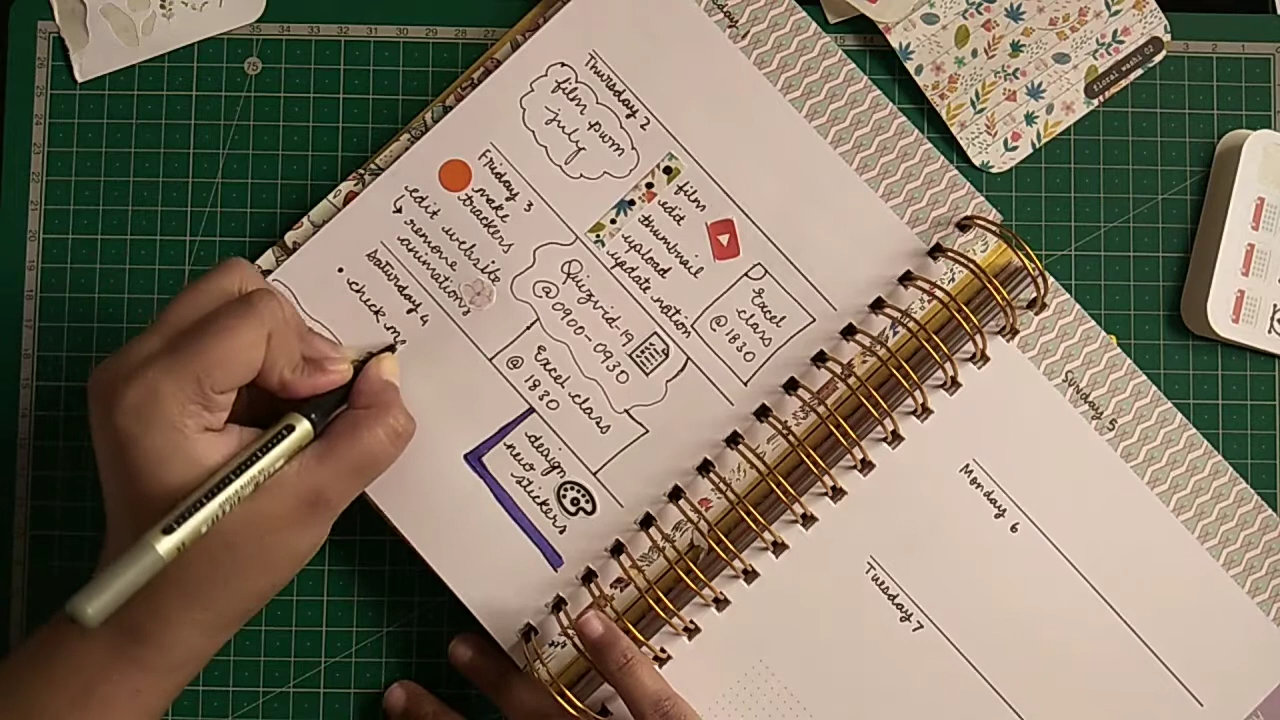 Thursday 2
film pwm
july
film
edit
thumbnail
upload
update notion
Excel
class
@1830
Friday 3
make
trackers
edit website
↳ remove
animations
Quizvid-19
@0900-0930
Excel class
@ 1830
Saturday 4
• check
design
new
stickers
Sunday 5
Monday 6
Tuesday 7
floral washi 02